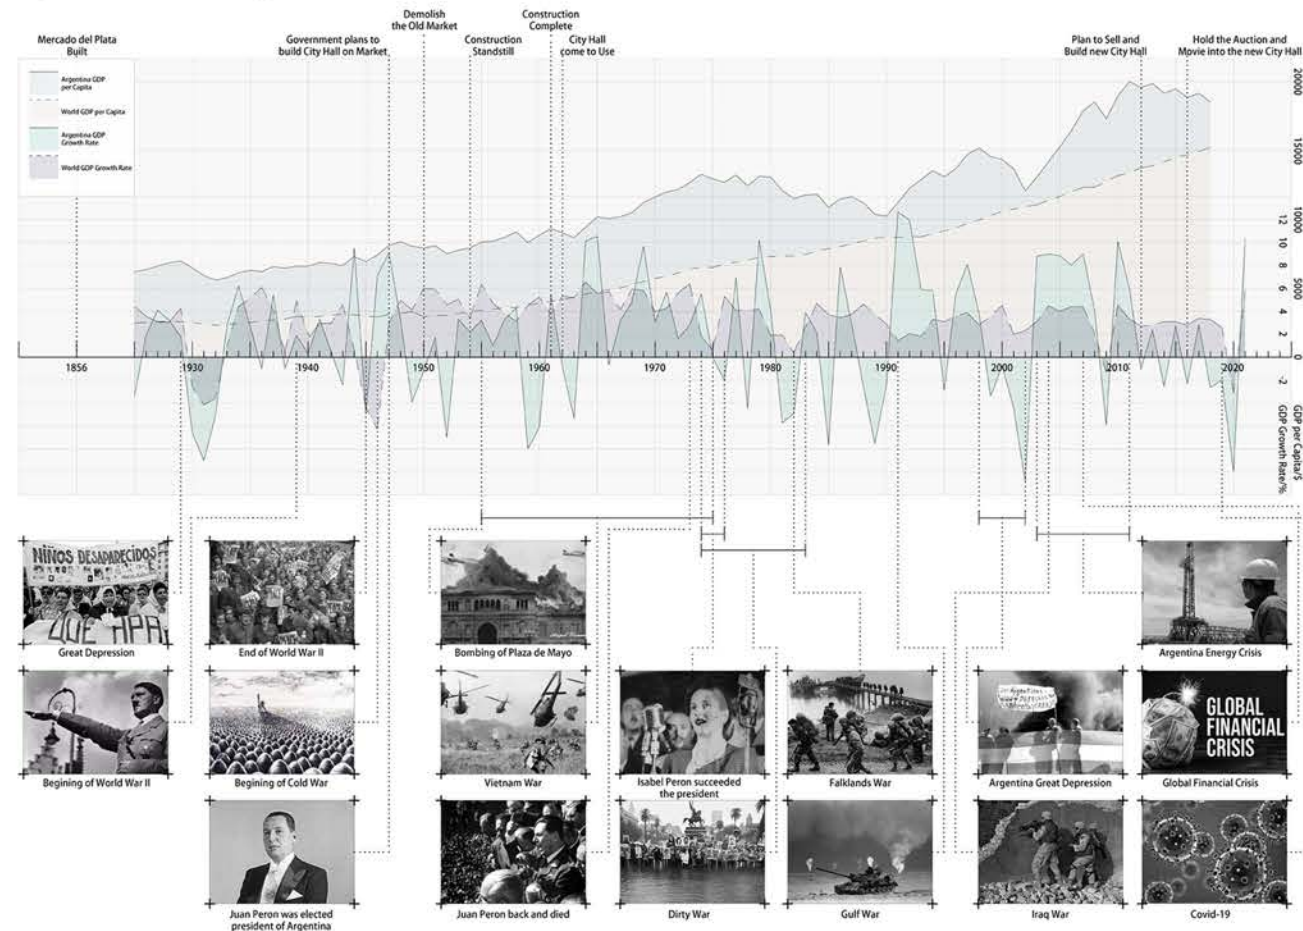 Demolish
the Old Market
Construction
Complete
Mercado del Plata
Built
Government plans to
build City Hall on Market
Construction
Standstill
City Hall
come to Use
Plan to Sell and
Build new City Hall
Hold the Auction and
Movie into the new City Hall
Argentina GDP
per Capita
World GDP per Capita
Argentina GDP
Growth Rate
World GDP Growth Rate
20000
15000
10000
5000
0
12
10
8
6
4
2
-2
GDP per Capita/$
GDP Growth Rate/%
1856
1930
1940
1950
1960
1970
1980
1990
2000
2010
2020
NIÑOS DESAPARECIDOS
QUE APA
Great Depression
End of World War II
Bombing of Plaza de Mayo
Argentina Energy Crisis
GLOBAL
FINANCIAL
CRISIS
Begining of World War II
Begining of Cold War
Vietnam War
Isabel Peron succeeded
the president
Falklands War
Argentina Great Depression
Global Financial Crisis
Juan Peron was elected
president of Argentina
Juan Peron back and died
Dirty War
Gulf War
Iraq War
Covid-19